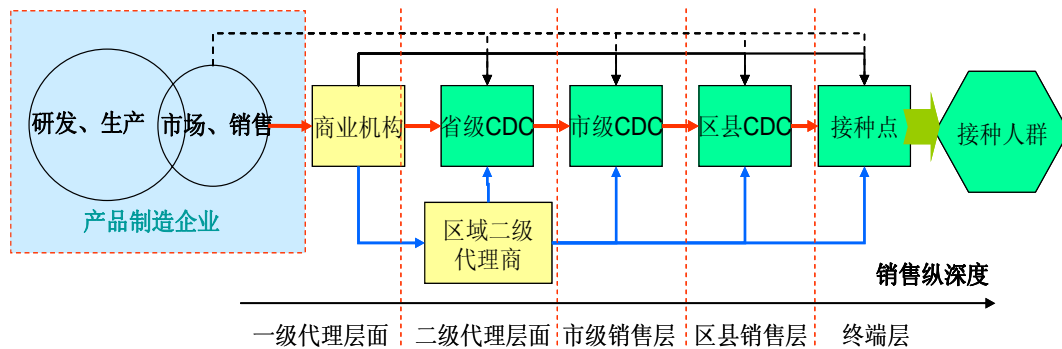 研发、生产
市场、销售
产品制造企业
商业机构
省级CDC
市级CDC
区县CDC
接种点
接种人群
区域二级
代理商
销售纵深度
一级代理层面
二级代理层面
市级销售层
区县销售层
终端层